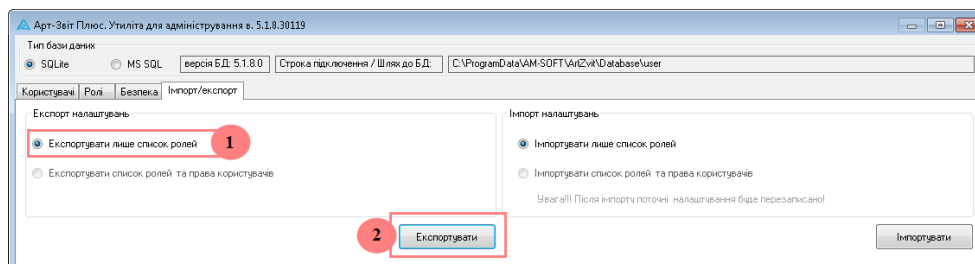 Арт-Звіт Плюс. Утиліта для адміністрування в. 5.1.8.30119
Тип бази даних
SQLite MS SQL версія БД: 5.1.8.0 Строка підключення / Шлях до БД: C:\ProgramData\AM-SOFT\ArtZvit\Database\user
Користувачі Ролі Безпека Імпорт/експорт
Експорт налаштувань Імпорт налаштувань
Експортувати лише список ролей 1 Імпортувати лише список ролей
Експортувати список ролей та права користувачів Імпортувати список ролей та права користувачів
Увага!!! Після імпорту поточні налаштування буде перезаписано!
2 Експортувати Імпортувати